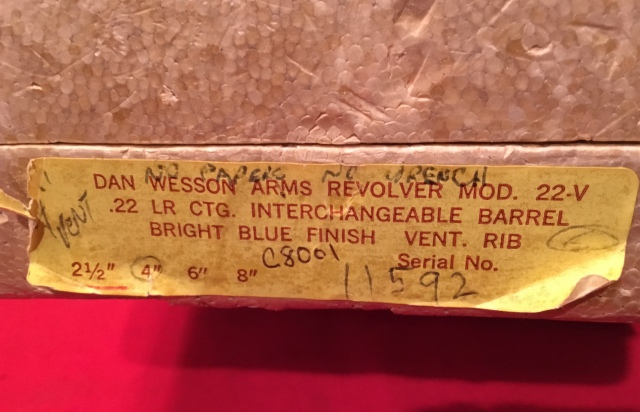 NO PAPERS NO WRENCH
DAN WESSON ARMS REVOLVER MOD. 22-V
VENT
.22 LR CTG. INTERCHANGEABLE BARREL
BRIGHT BLUE FINISH VENT. RIB
2½" 4" 6" 8" C8001 Serial No.
11592